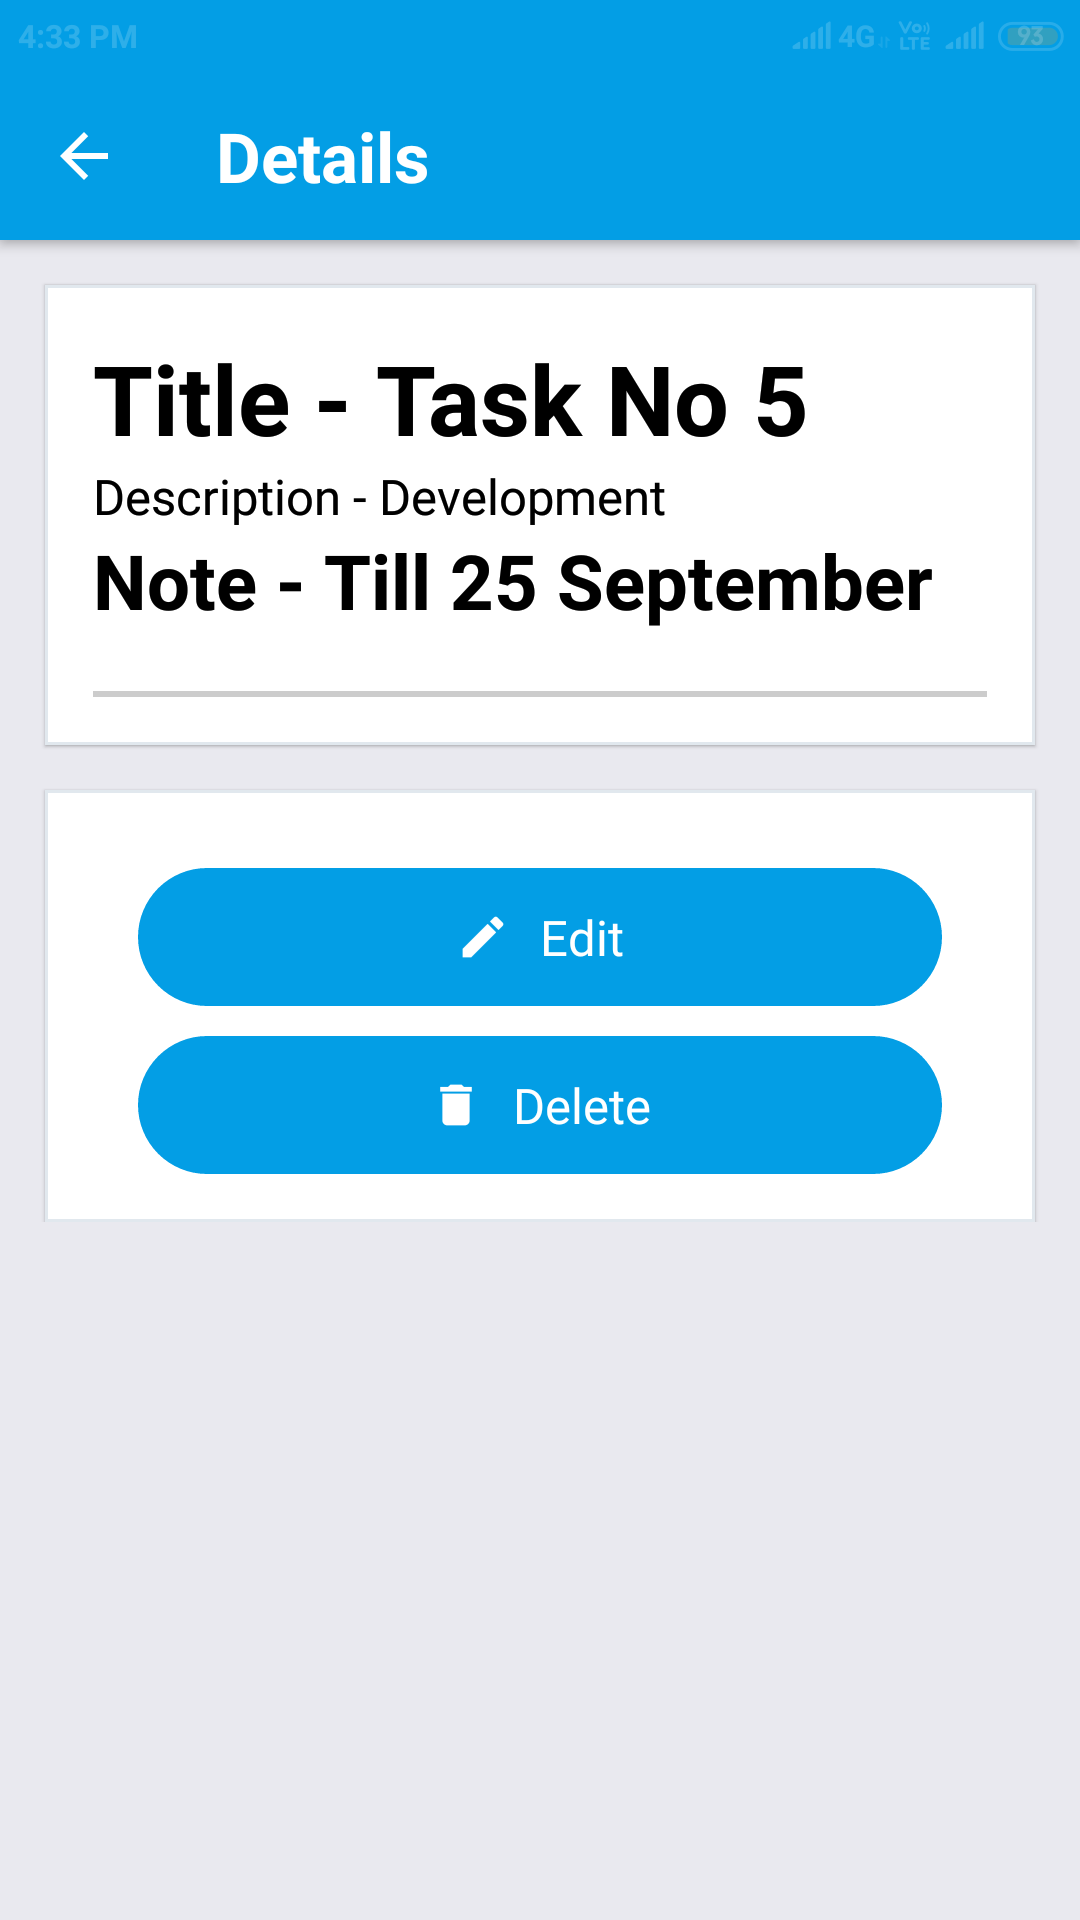 4:33 PM 4G Vo LTE 93
Details
Title - Task No 5
Description - Development
Note - Till 25 September
Edit
Delete